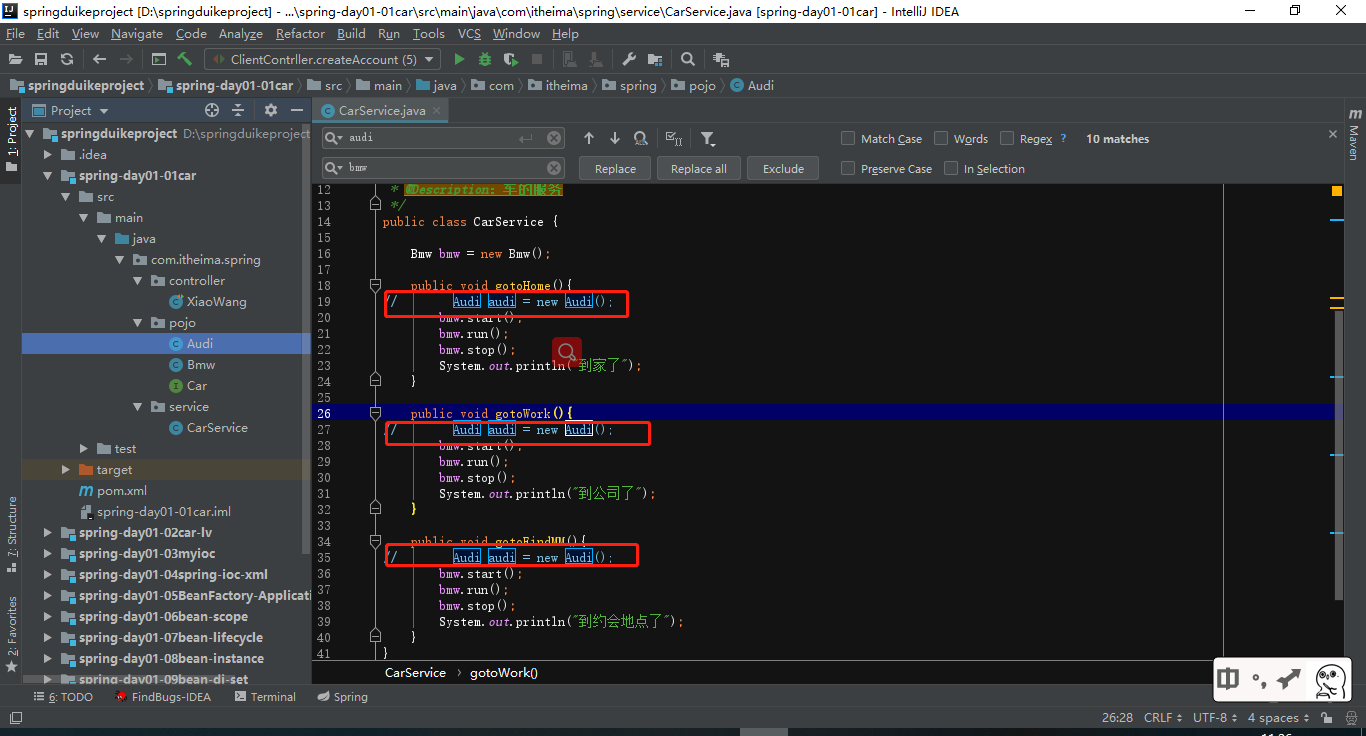 springduikeproject [D:\springduikeproject] - ...\spring-day01-01car\src\main\java\com\itheima\spring\service\CarService.java [spring-day01-01car] - IntelliJ IDEA
File Edit View Navigate Code Analyze Refactor Build Run Tools VCS Window Help
ClientContrller.createAccount (5)
springduikeproject spring-day01-01car src main java com itheima spring pojo Audi
1: Project
7: Structure
2: Favorites
Project
springduikeproject D:\springduikeproject
.idea
spring-day01-01car
src
main
java
com.itheima.spring
controller
XiaoWang
pojo
Audi
Bmw
Car
service
CarService
test
target
pom.xml
spring-day01-01car.iml
spring-day01-02car-lv
spring-day01-03myioc
spring-day01-04spring-ioc-xml
spring-day01-05BeanFactory-Applicati
spring-day01-06bean-scope
spring-day01-07bean-lifecycle
spring-day01-08bean-instance
spring-day01-09bean-di-set
CarService.java
audi Match Case Words Regex ? 10 matches
bmw Replace Replace all Exclude Preserve Case In Selection
12 * @Description: 车的服务
13 */
14 public class CarService {
15
16 Bmw bmw = new Bmw();
17
18 public void gotoHome(){
19 // Audi audi = new Audi();
20 bmw.start();
21 bmw.run();
22 bmw.stop();
23 System.out.println("到家了");
24 }
25
26 public void gotoWork(){
27 // Audi audi = new Audi();
28 bmw.start();
29 bmw.run();
30 bmw.stop();
31 System.out.println("到公司了");
32 }
33
34 public void gotoFindMM(){
35 // Audi audi = new Audi();
36 bmw.start();
37 bmw.run();
38 bmw.stop();
39 System.out.println("到约会地点了");
40 }
41 }
CarService > gotoWork()
m Maven
中 °,
6: TODO FindBugs-IDEA Terminal Spring
26:28 CRLF UTF-8 4 spaces